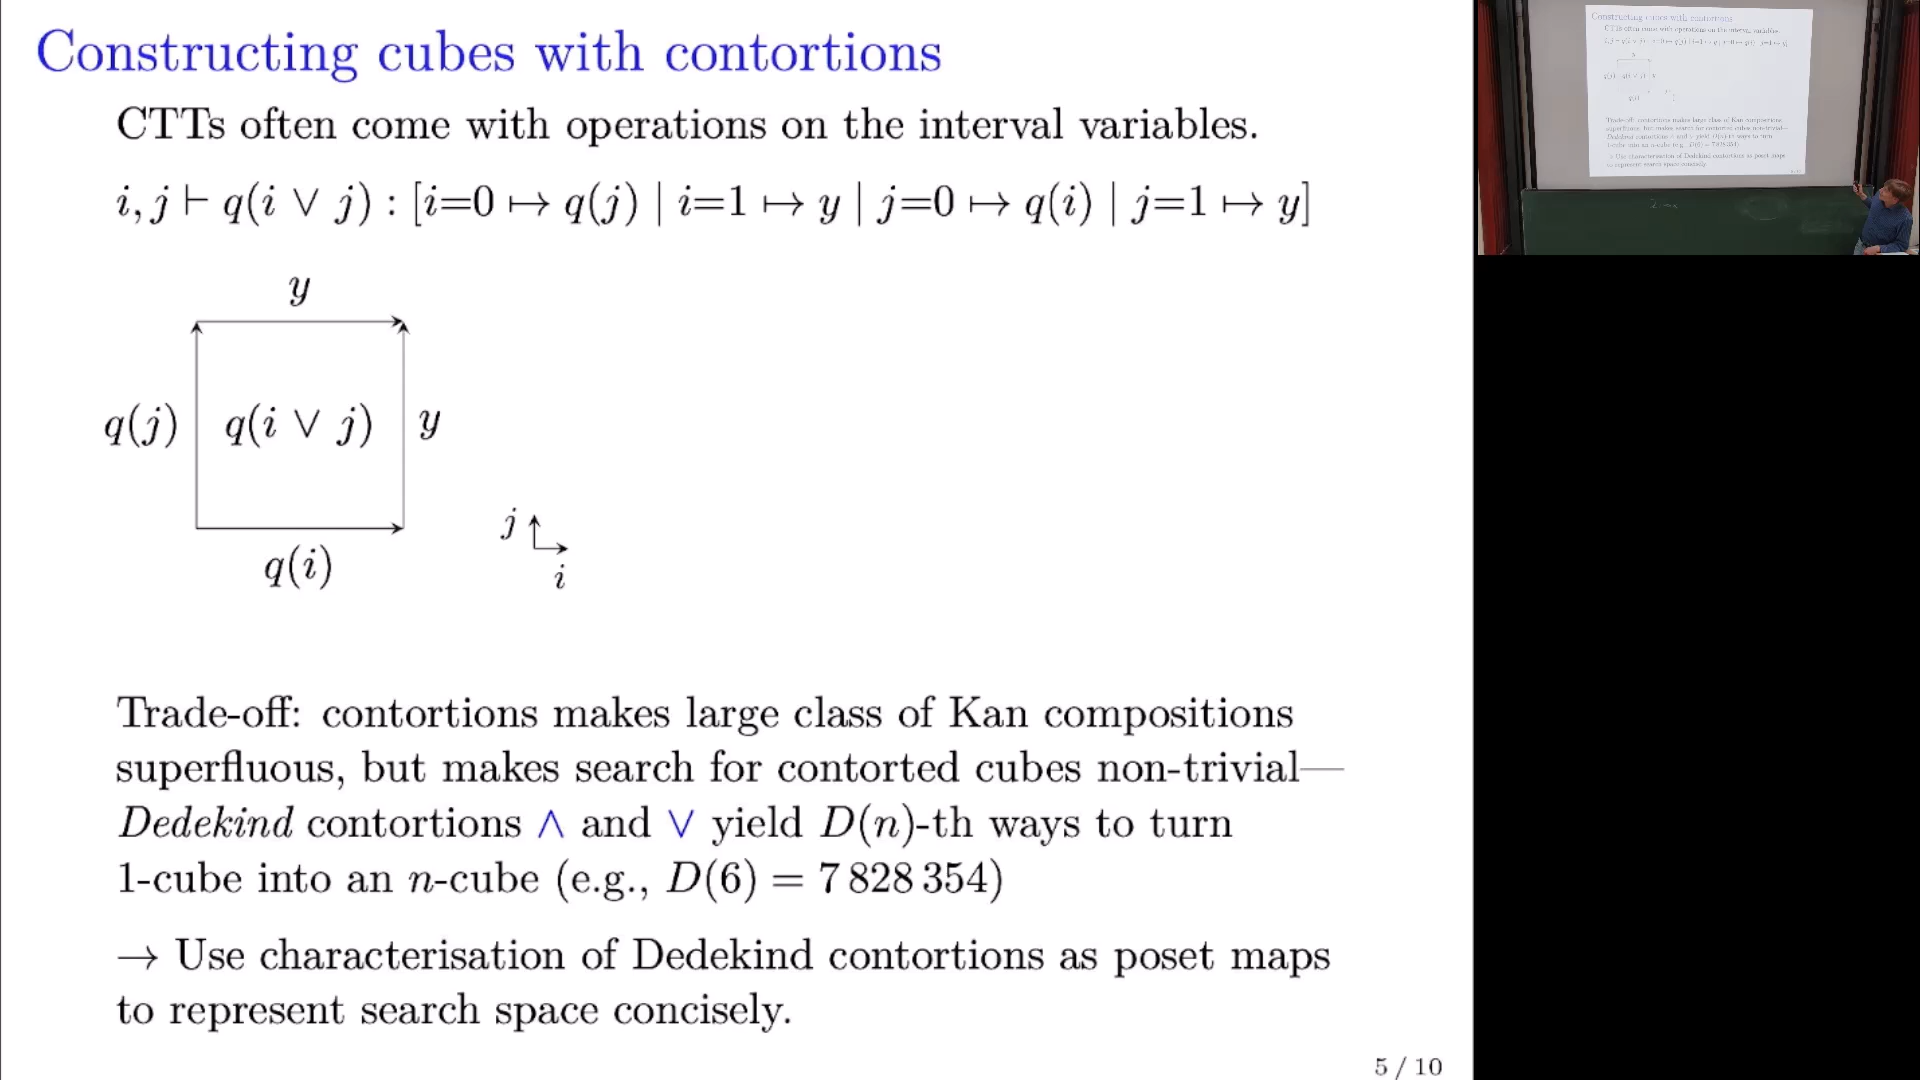 Constructing cubes with contortions
CTTs often come with operations on the interval variables.
i, j ⊢ q(i ∨ j) : [i=0 ↦ q(j) | i=1 ↦ y | j=0 ↦ q(i) | j=1 ↦ y]
y
q(j) q(i ∨ j) y
j
q(i) i
Trade-off: contortions makes large class of Kan compositions
superfluous, but makes search for contorted cubes non-trivial—
Dedekind contortions ∧ and ∨ yield D(n)-th ways to turn
1-cube into an n-cube (e.g., D(6) = 7 828 354)
→ Use characterisation of Dedekind contortions as poset maps
to represent search space concisely.
5 / 10